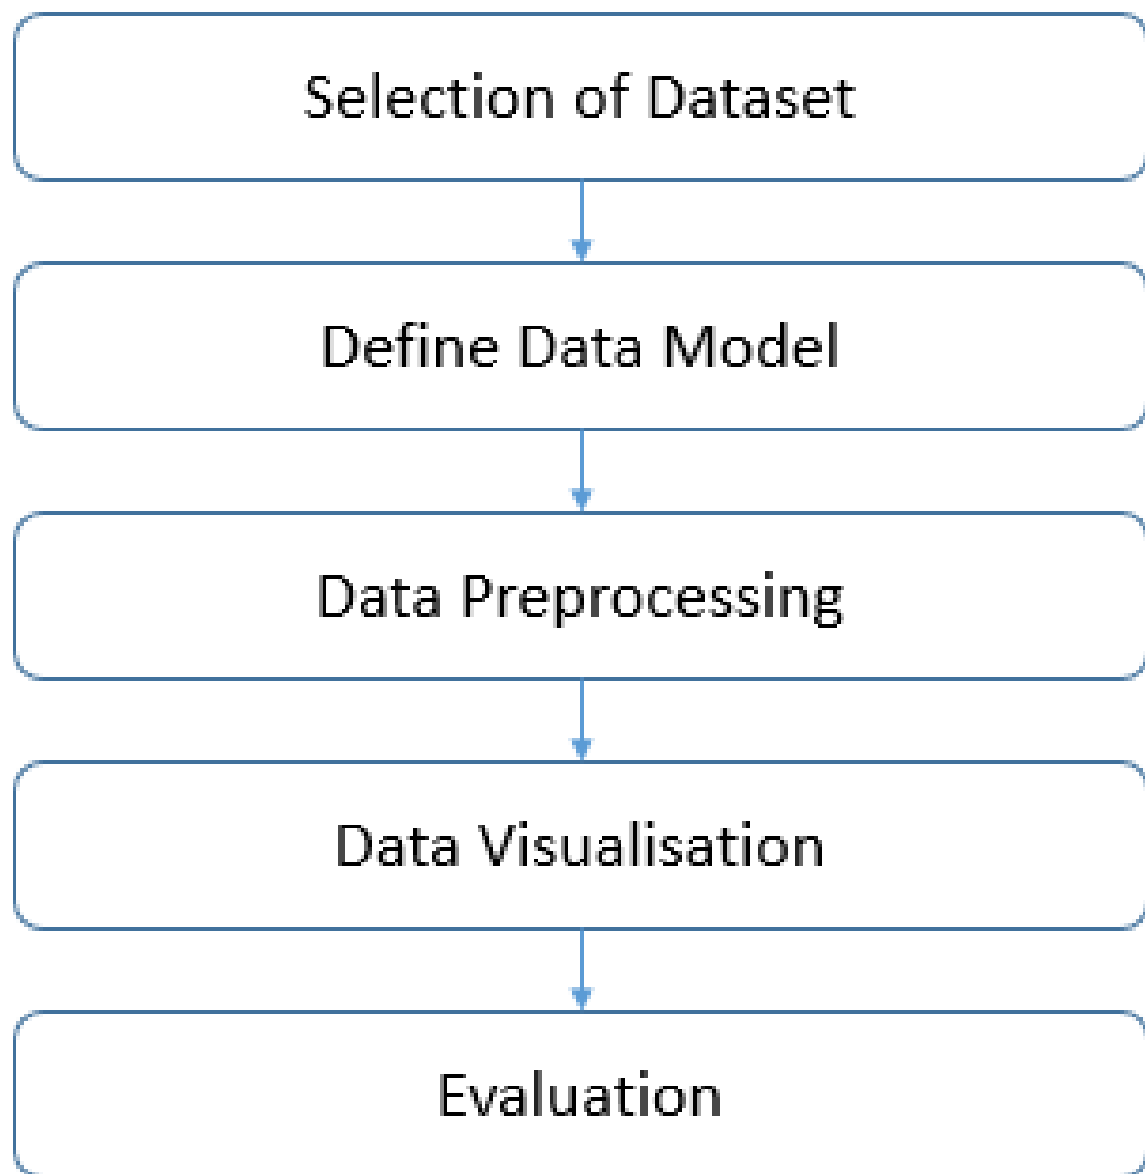 Selection of Dataset
Define Data Model
Data Preprocessing
Data Visualisation
Evaluation